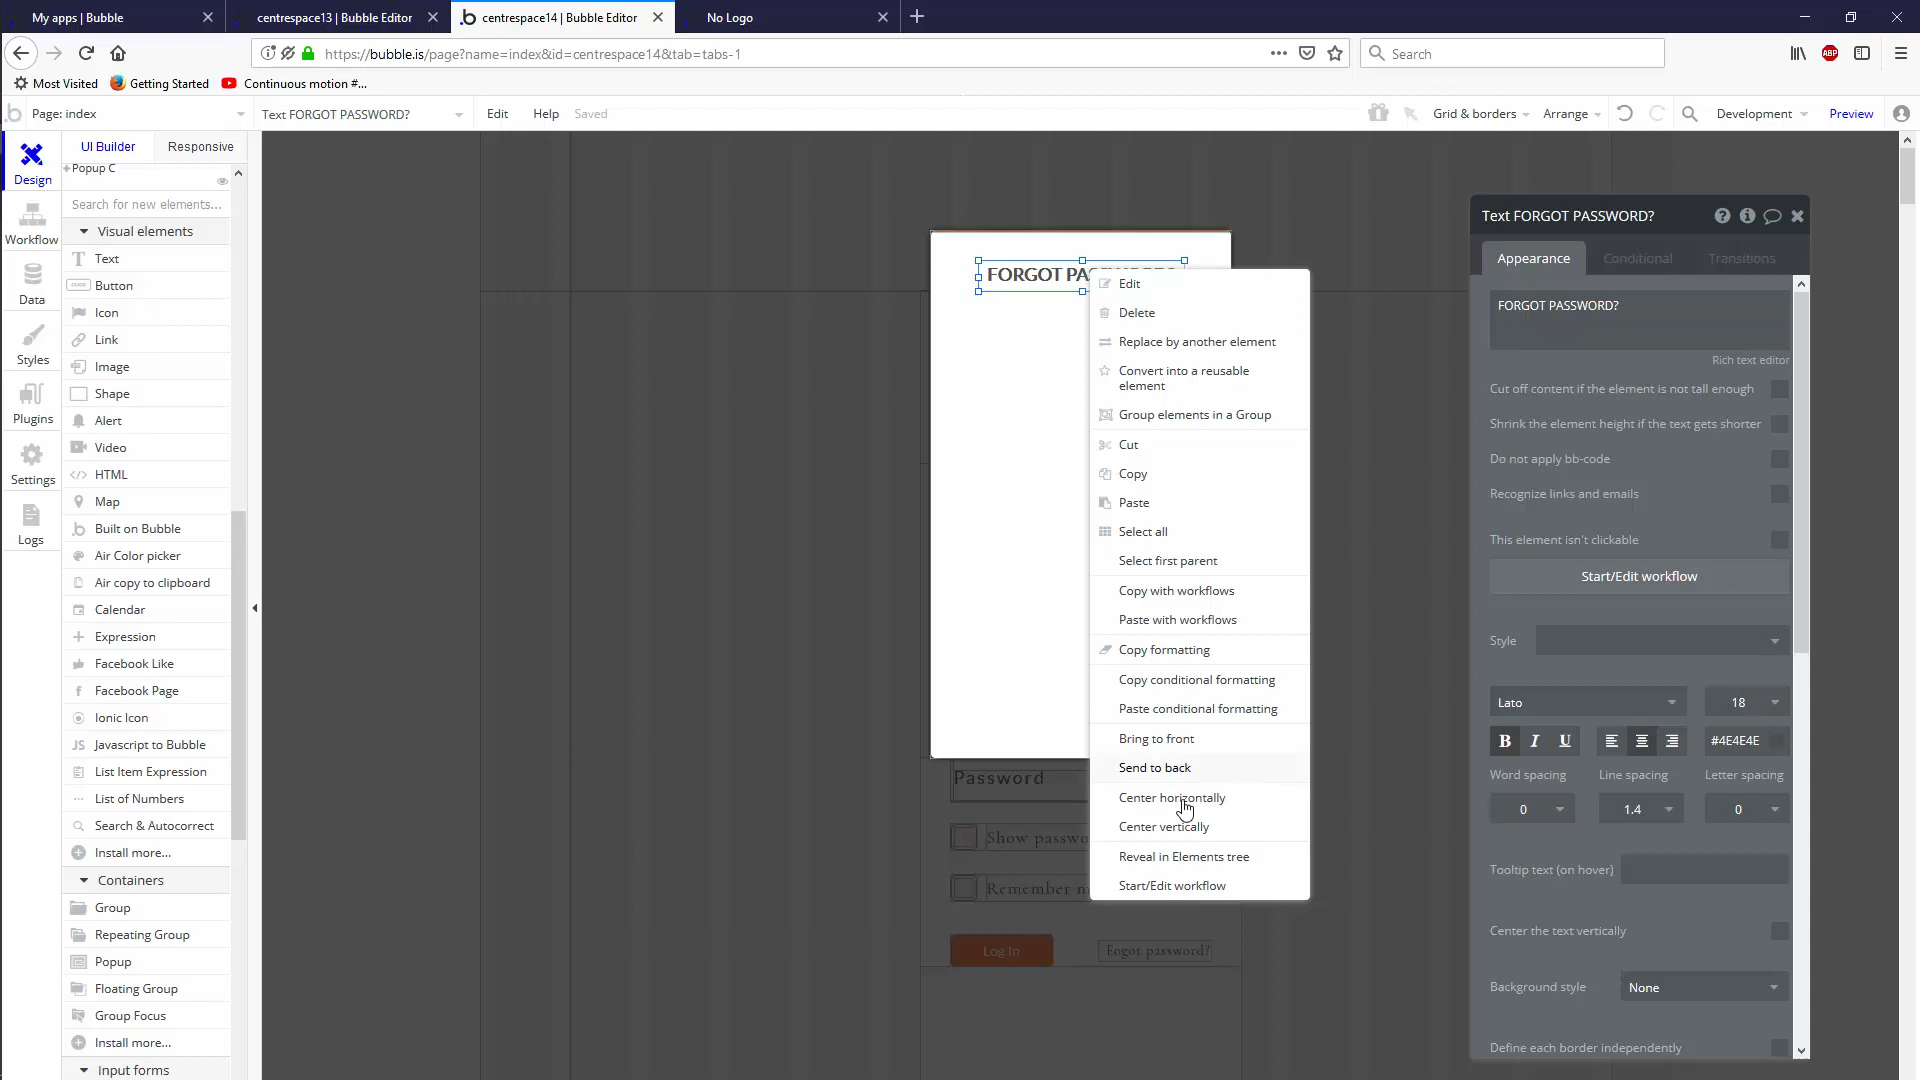 My apps | Bubble
centrespace13 | Bubble Editor
centrespace14 | Bubble Editor
No Logo
https://bubble.is/page?name=index&id=centrespace14&tab=tabs-1
Search
Most Visited
Getting Started
Continuous motion #...
ABP
Page: index
Text FORGOT PASSWORD?
Edit
Help
Saved
Grid & borders
Arrange
Development
Preview
Design
Workflow
Data
Styles
Plugins
Settings
Logs
UI Builder
Responsive
Popup C
Search for new elements...
Visual elements
Text
Button
Icon
Link
Image
Shape
Alert
Video
HTML
Map
Built on Bubble
Air Color picker
Air copy to clipboard
Calendar
Expression
Facebook Like
Facebook Page
Ionic Icon
Javascript to Bubble
List Item Expression
List of Numbers
Search & Autocorrect
Install more...
Containers
Group
Repeating Group
Popup
Floating Group
Group Focus
Install more...
Input forms
FORGOT PA
Password
Show passwo
Remember m
Log In
Fogot password?
Edit
Delete
Replace by another element
Convert into a reusable
element
Group elements in a Group
Cut
Copy
Paste
Select all
Select first parent
Copy with workflows
Paste with workflows
Copy formatting
Copy conditional formatting
Paste conditional formatting
Bring to front
Send to back
Center horizontally
Center vertically
Reveal in Elements tree
Start/Edit workflow
Text FORGOT PASSWORD?
Appearance
Conditional
Transitions
FORGOT PASSWORD?
Rich text editor
Cut off content if the element is not tall enough
Shrink the element height if the text gets shorter
Do not apply bb-code
Recognize links and emails
This element isn't clickable
Start/Edit workflow
Style
Lato
18
B I U
#4E4E4E
Word spacing
Line spacing
Letter spacing
0
1.4
0
Tooltip text (on hover)
Center the text vertically
Background style
None
Define each border independently